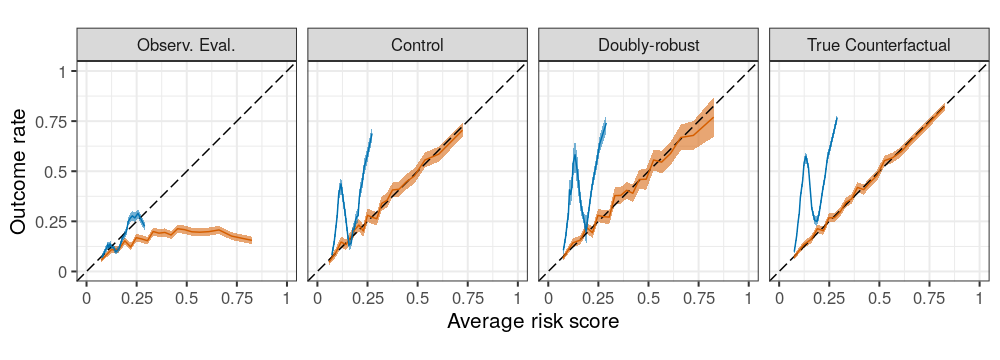 Observ. Eval. Control Doubly-robust True Counterfactual
Outcome rate
1
0.75
0.5
0.25
0
0 0.25 0.5 0.75 1 0 0.25 0.5 0.75 1 0 0.25 0.5 0.75 1 0 0.25 0.5 0.75 1
Average risk score